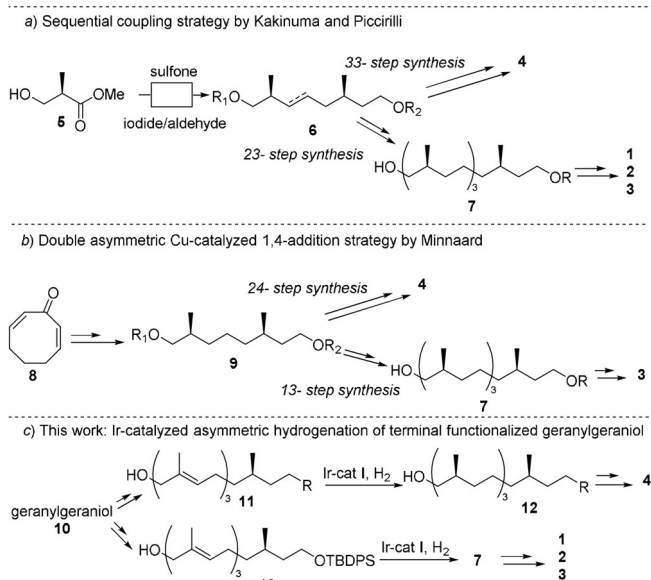 a) Sequential coupling strategy by Kakinuma and Piccirilli
33- step synthesis
4
sulfone
HO
OMe
O
5
iodide/aldehyde
R1O
OR2
6
23- step synthesis
HO
3
OR
7
1
2
3
b) Double asymmetric Cu-catalyzed 1,4-addition strategy by Minnaard
24- step synthesis
4
O
8
R1O
OR2
9
13- step synthesis
HO
3
OR
7
3
c) This work: Ir-catalyzed asymmetric hydrogenation of terminal functionalized geranylgeraniol
HO
3
11
R
Ir-cat I, H2
HO
3
12
R
4
geranylgeraniol
10
HO
3
OTBDPS
Ir-cat I, H2
7
1
2
3